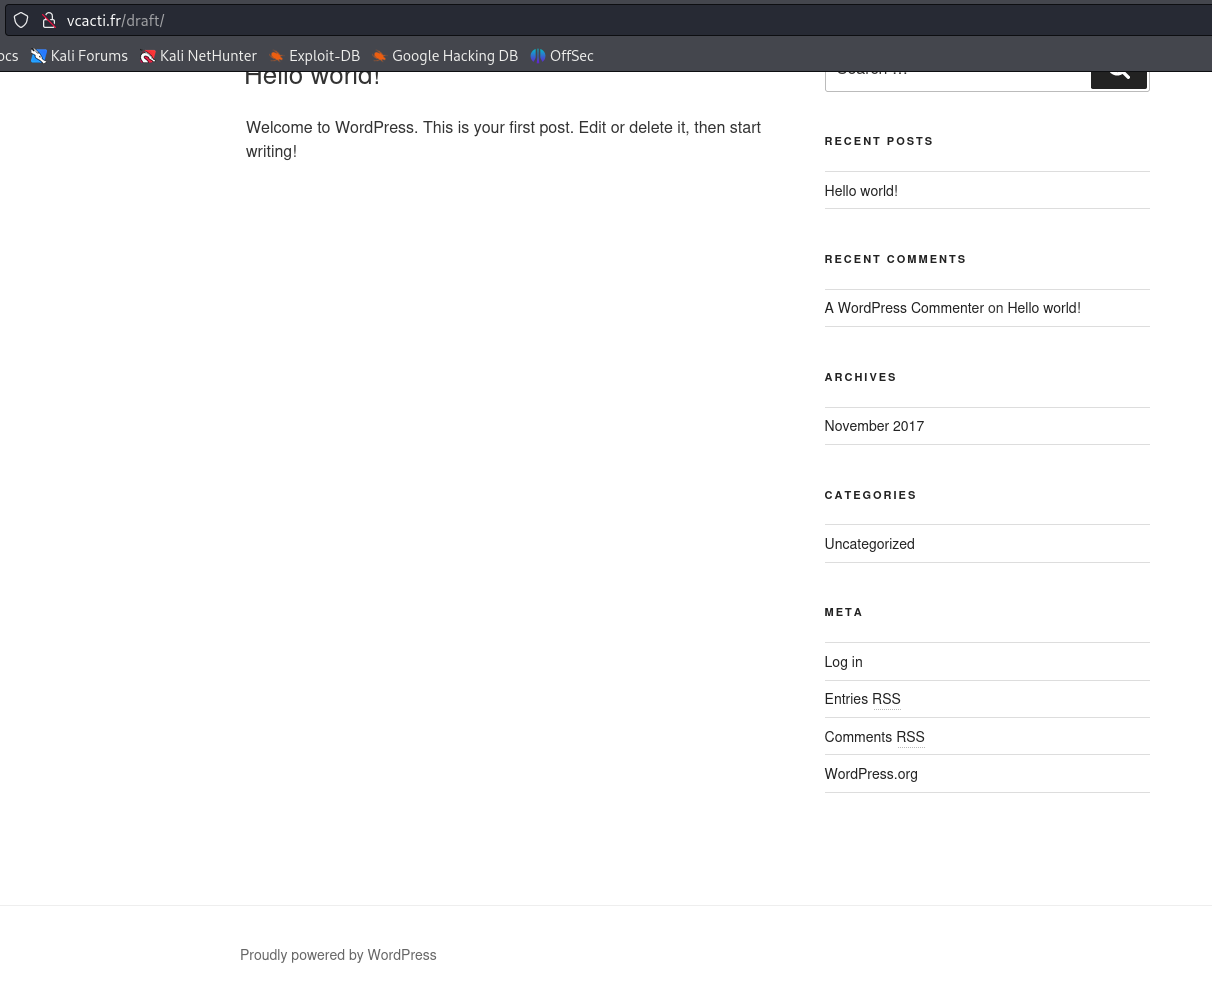 vcacti.fr/draft/
ocs Kali Forums Kali NetHunter Exploit-DB Google Hacking DB OffSec
Hello world!
Search …
Welcome to WordPress. This is your first post. Edit or delete it, then start
writing!
RECENT POSTS
Hello world!
RECENT COMMENTS
A WordPress Commenter on Hello world!
ARCHIVES
November 2017
CATEGORIES
Uncategorized
META
Log in
Entries RSS
Comments RSS
WordPress.org
Proudly powered by WordPress